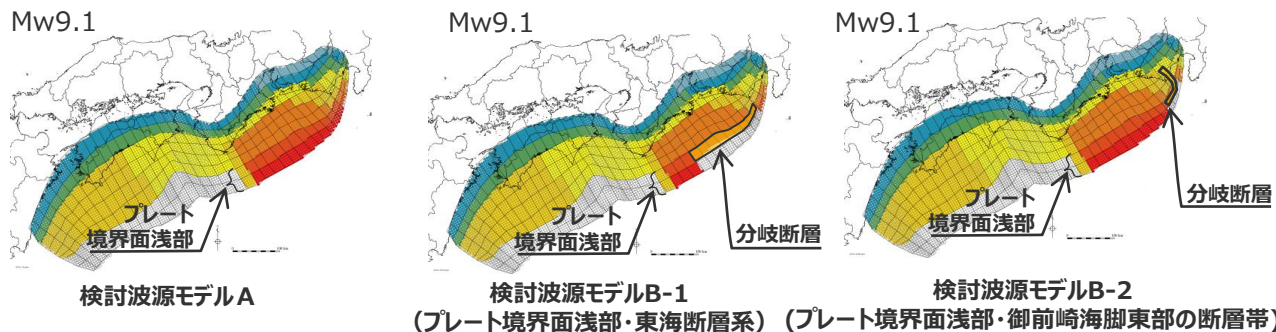 Mw9.1
プレート
境界面浅部
検討波源モデルA
Mw9.1
プレート
境界面浅部
分岐断層
検討波源モデルB-1
(プレート境界面浅部・東海断層系)
Mw9.1
プレート
境界面浅部
分岐断層
検討波源モデルB-2
(プレート境界面浅部・御前崎海脚東部の断層帯)